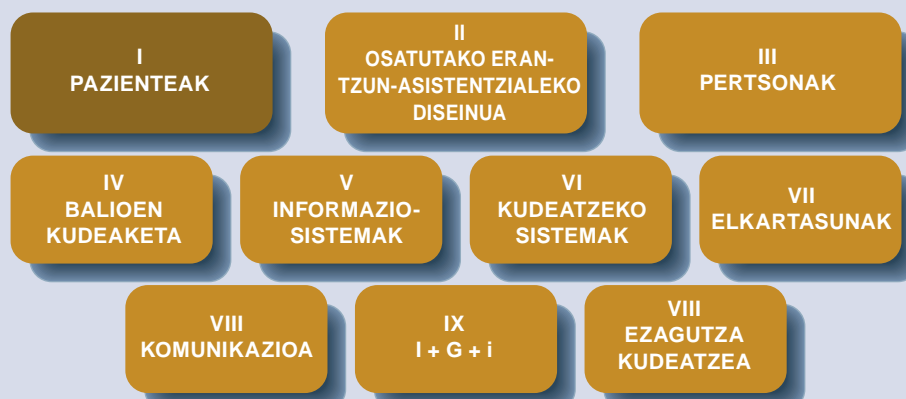 I
PAZIENTEAK
II
OSATUTAKO ERAN-
TZUN-ASISTENTZIALEKO
DISEINUA
III
PERTSONAK
IV
BALIOEN
KUDEAKETA
V
INFORMAZIO-
SISTEMAK
VI
KUDEATZEKO
SISTEMAK
VII
ELKARTASUNAK
VIII
KOMUNIKAZIOA
IX
I + G + i
VIII
EZAGUTZA
KUDEATZEA